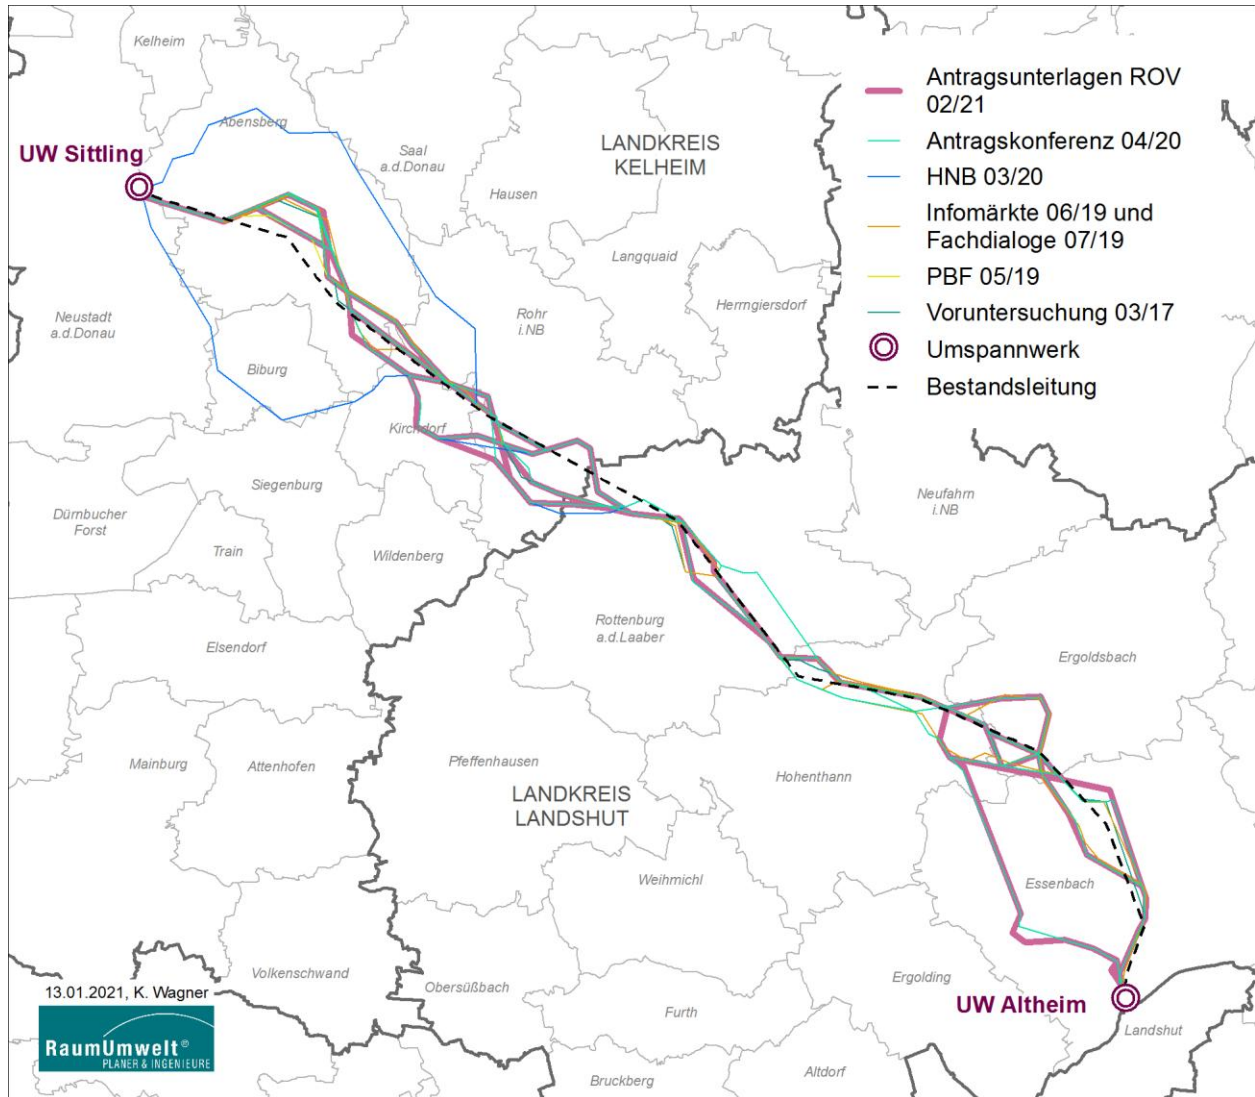 Kelheim
Abensberg
UW Sittling
Saal
a.d.Donau
LANDKREIS
KELHEIM
Hausen
Langquaid
Herrngiersdorf
Neustadt
a.d.Donau
Rohr
i.NB
Biburg
Kirchdorf
Siegenburg
Dürnbucher
Forst
Train
Wildenberg
Neufahrn
i.NB
Rottenburg
a.d.Laaber
Elsendorf
Ergoldsbach
Mainburg
Attenhofen
Pfeffenhausen
Hohenthann
LANDKREIS
LANDSHUT
Weihmichl
Essenbach
Volkenschwand
Obersüßbach
Ergolding
Furth
UW Altheim
Landshut
Bruckberg
Altdorf
Antragsunterlagen ROV
02/21
Antragskonferenz 04/20
HNB 03/20
Infomärkte 06/19 und
Fachdialoge 07/19
PBF 05/19
Voruntersuchung 03/17
Umspannwerk
Bestandsleitung
13.01.2021, K. Wagner
RaumUmwelt®
PLANER & INGENIEURE